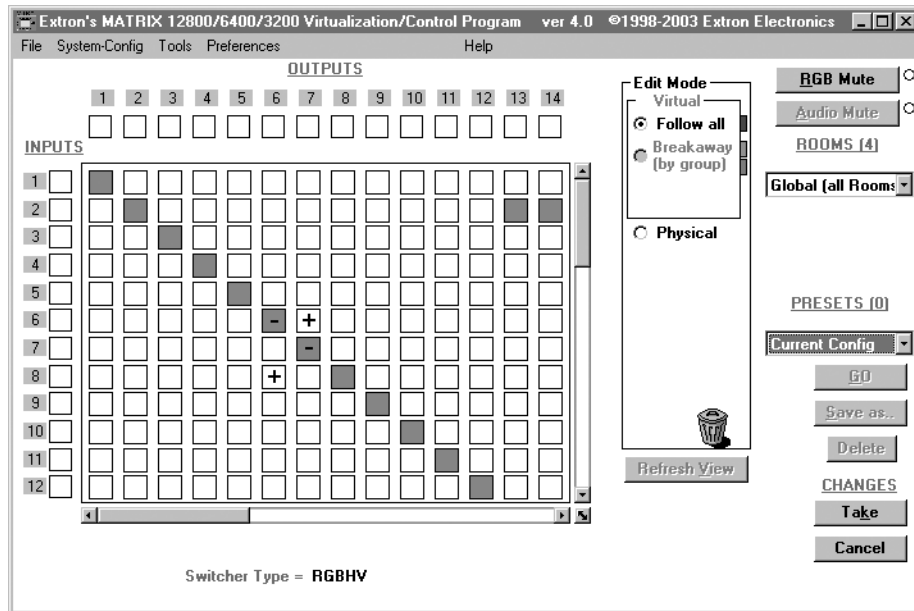 Extron's MATRIX 12800/6400/3200 Virtualization/Control Program ver 4.0 ©1998-2003 Extron Electronics
File System-Config Tools Preferences Help
OUTPUTS
1 2 3 4 5 6 7 8 9 10 11 12 13 14
INPUTS
1
2
3
4
5
6 - +
7 -
8 +
9
10
11
12
Switcher Type = RGBHV
Edit Mode
Virtual
Follow all
Breakaway
(by group)
Physical
Refresh View
RGB Mute
Audio Mute
ROOMS (4)
Global (all Rooms
PRESETS (0)
Current Config
GO
Save as..
Delete
CHANGES
Take
Cancel